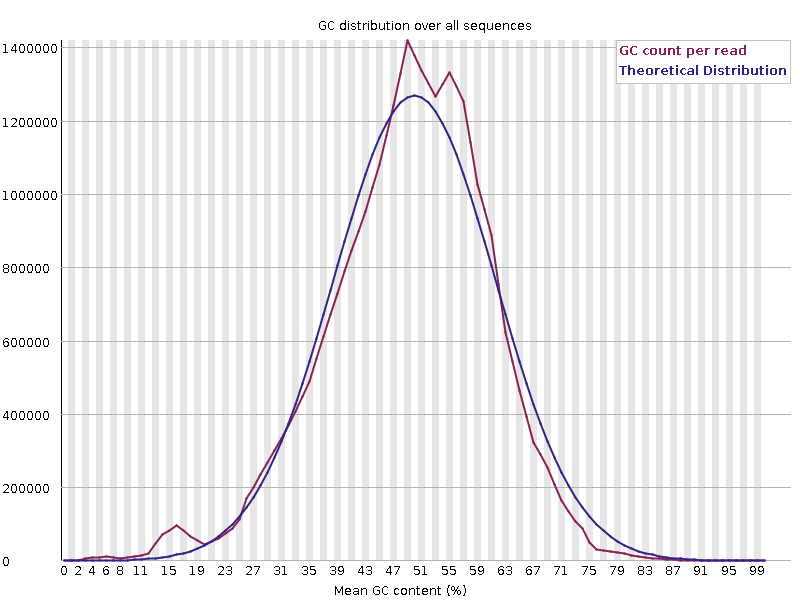 GC distribution over all sequences
GC count per read
Theoretical Distribution
1400000
1200000
1000000
800000
600000
400000
200000
0
0 2 4 6 8 11 15 19 23 27 31 35 39 43 47 51 55 59 63 67 71 75 79 83 87 91 95 99
Mean GC content (%)